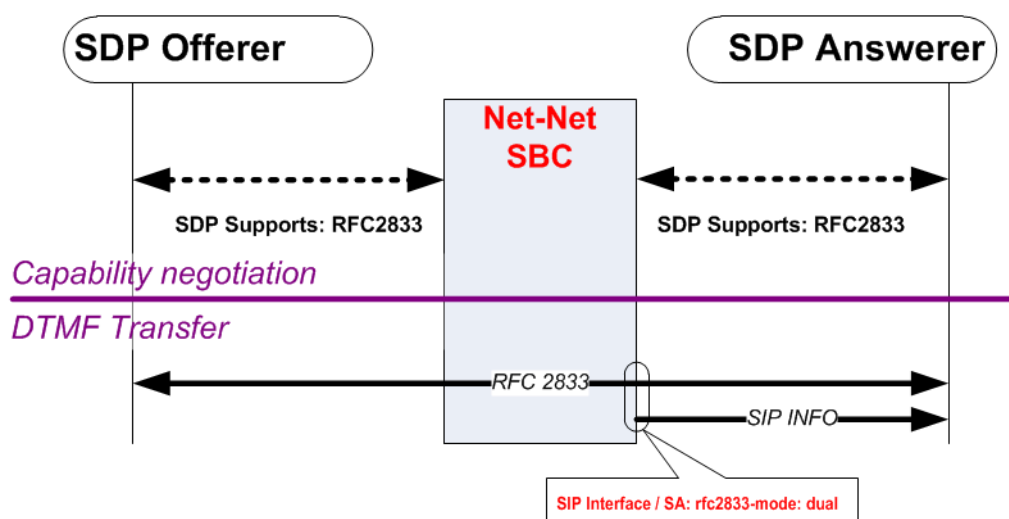 SDP Offerer
SDP Answerer
Net-Net
SBC
SDP Supports: RFC2833
SDP Supports: RFC2833
Capability negotiation
DTMF Transfer
RFC 2833
SIP INFO
SIP Interface / SA: rfc2833-mode: dual